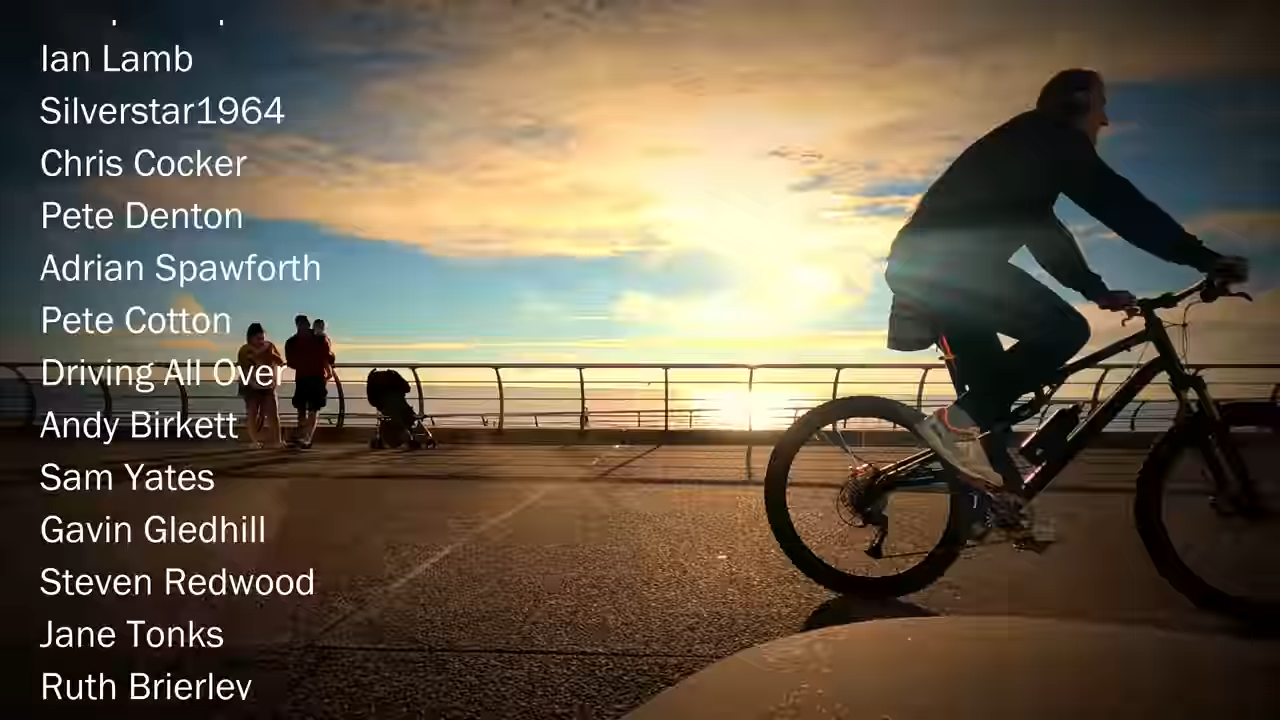 Ian Lamb
Silverstar1964
Chris Cocker
Pete Denton
Adrian Spawforth
Pete Cotton
Driving All Over
Andy Birkett
Sam Yates
Gavin Gledhill
Steven Redwood
Jane Tonks
Ruth Brierley